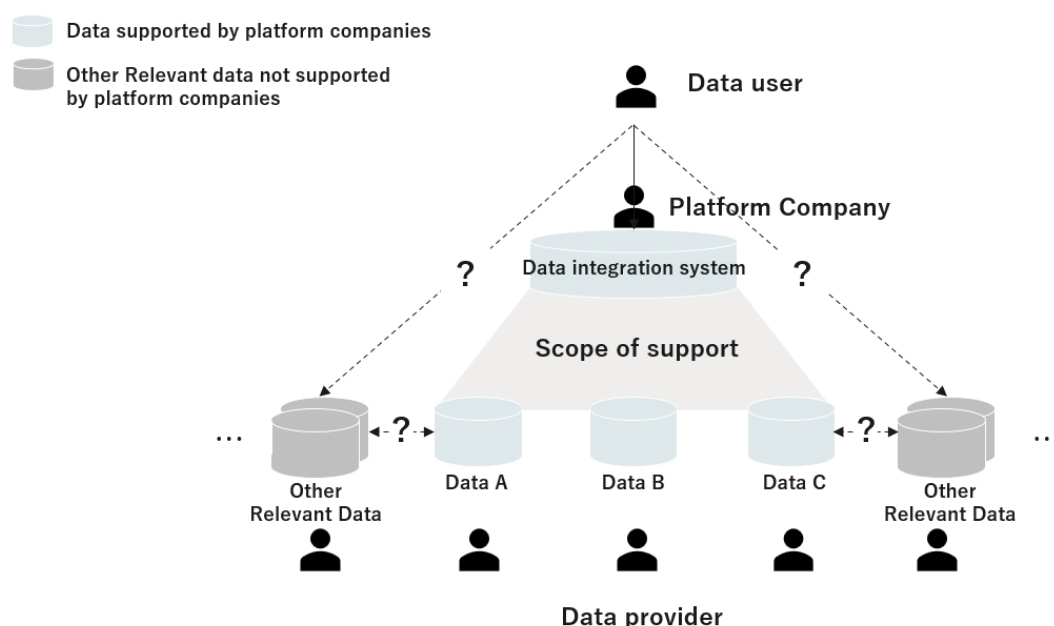 Data supported by platform companies
Other Relevant data not supported
by platform companies
Data user
Platform Company
?
Data integration system
?
Scope of support
...
?
?
...
Data A
Data B
Data C
Other
Relevant Data
Other
Relevant Data
Data provider